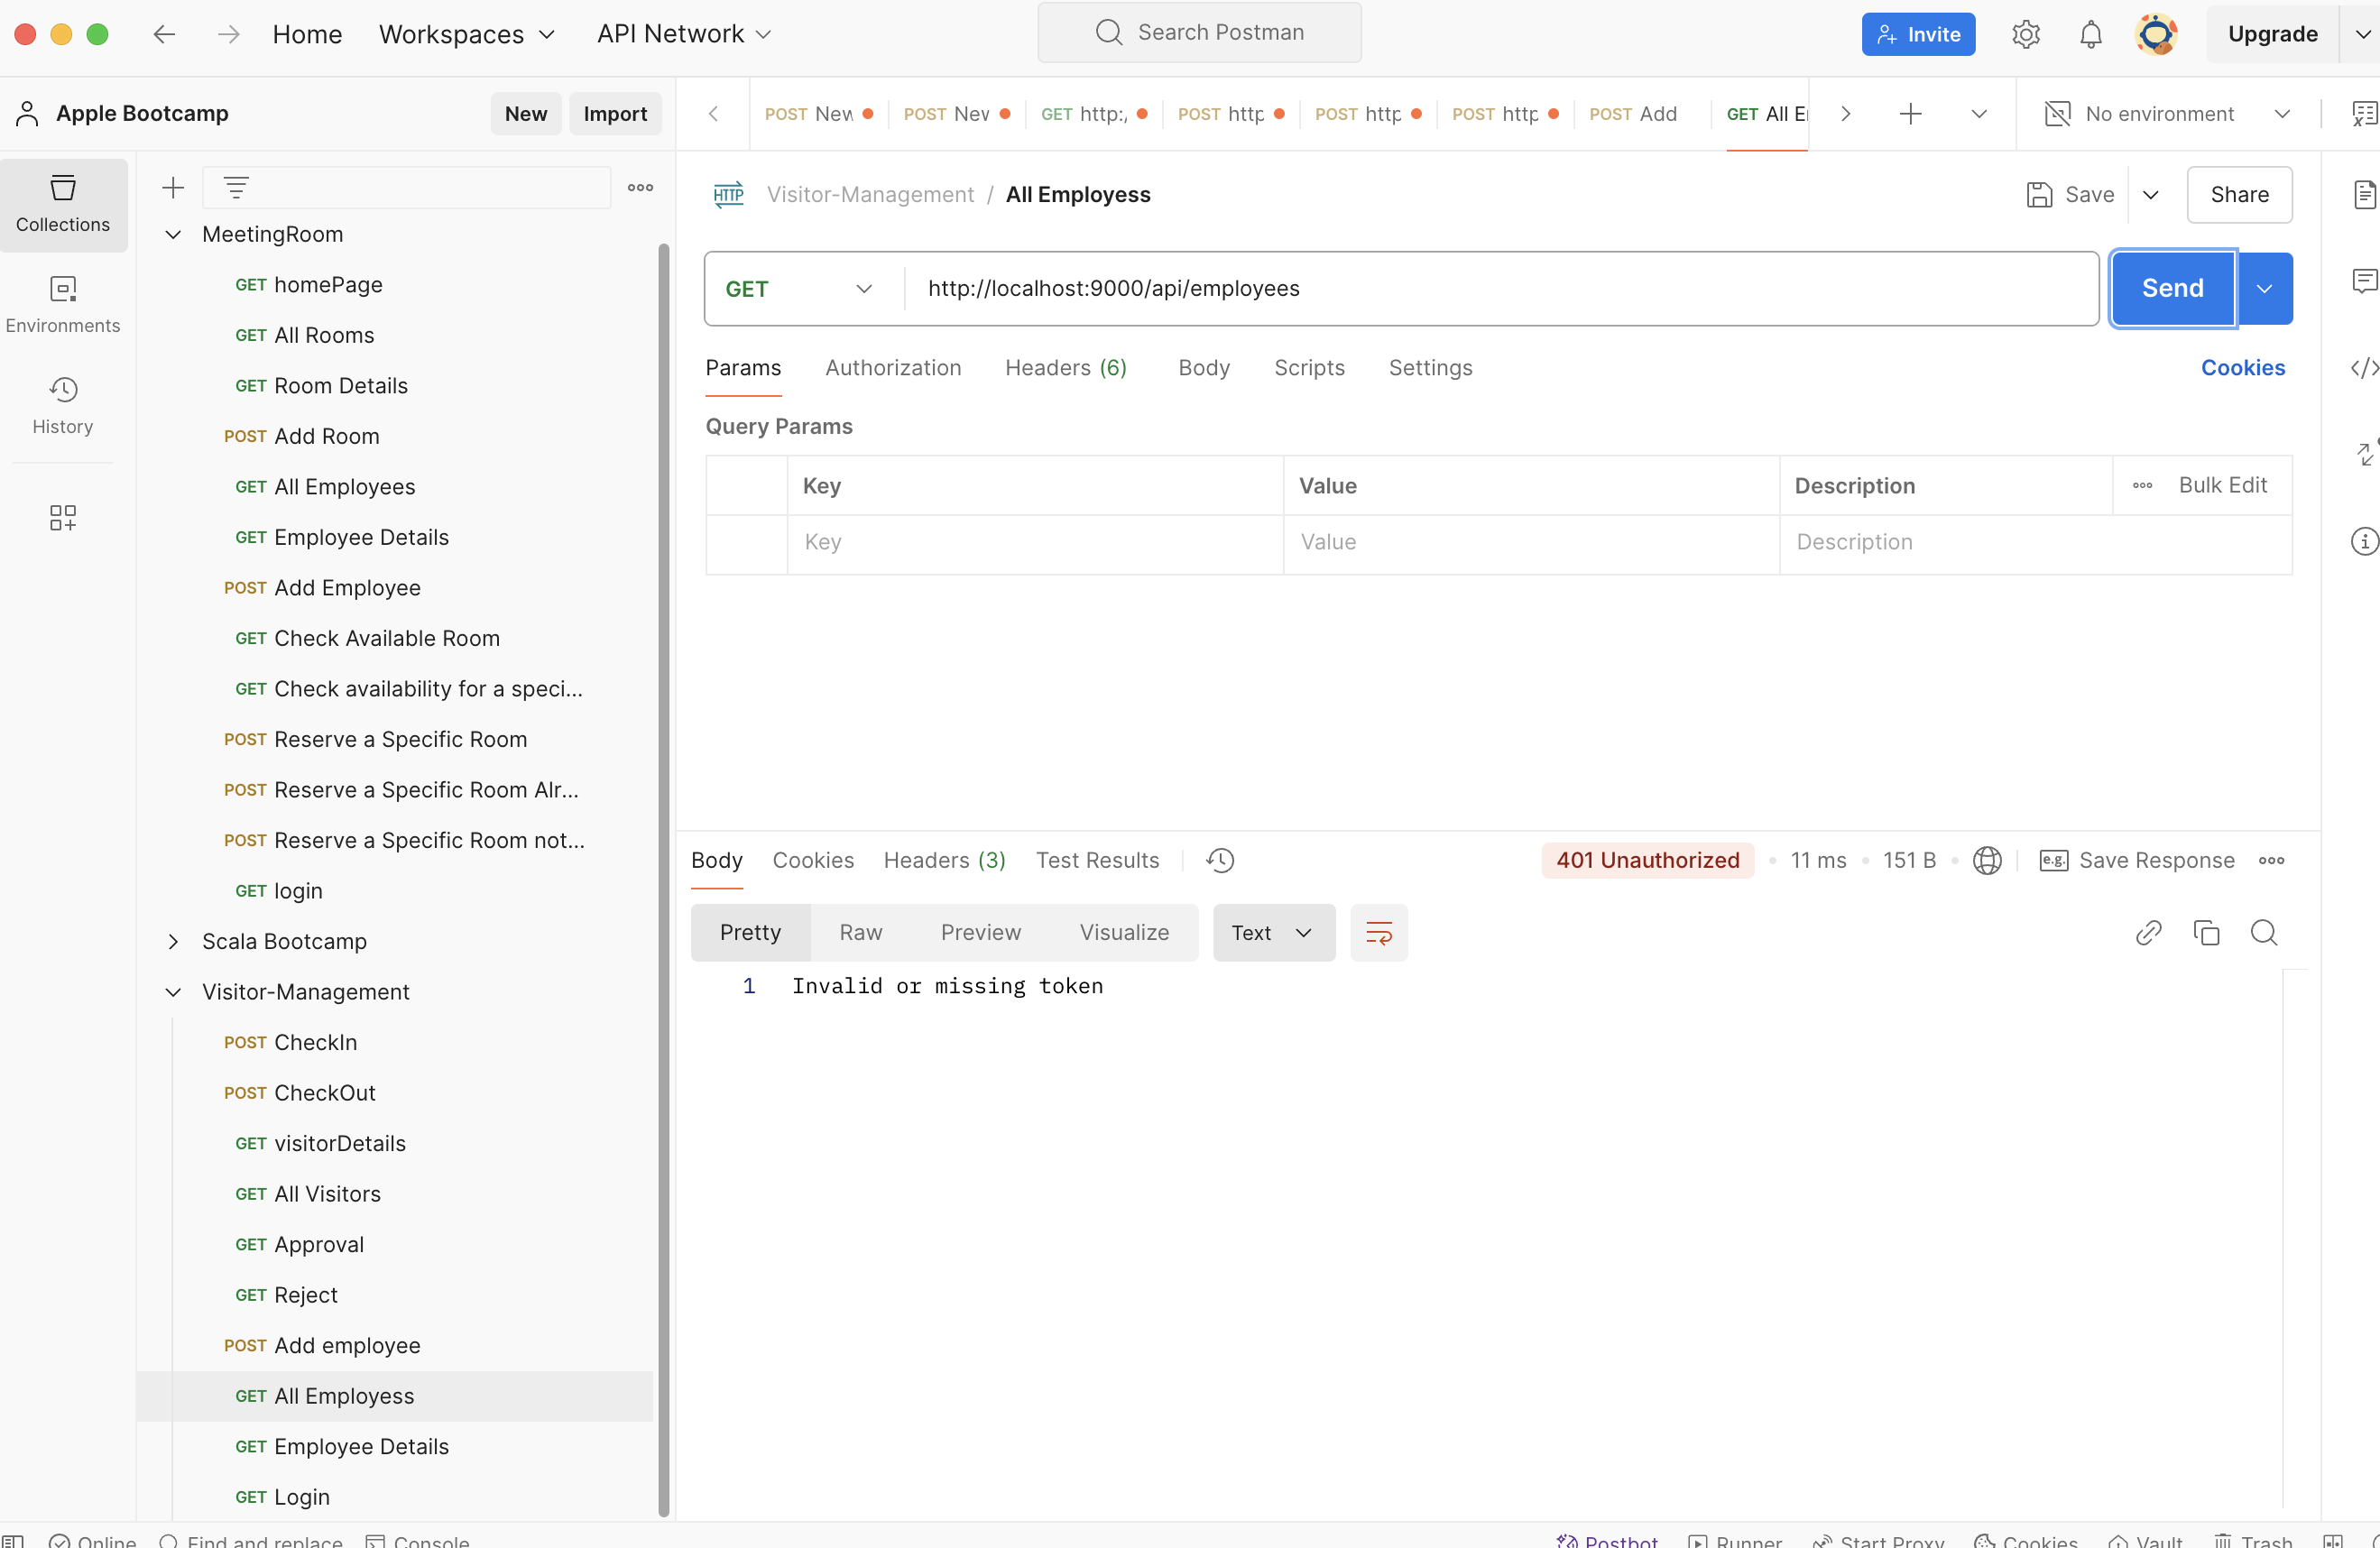 Home Workspaces API Network Search Postman Invite Upgrade
Apple Bootcamp New Import
POST New POST New GET http:/ POST http POST http POST http POST Add GET All E No environment
Collections
Environments
History
MeetingRoom
GET homePage
GET All Rooms
GET Room Details
POST Add Room
GET All Employees
GET Employee Details
POST Add Employee
GET Check Available Room
GET Check availability for a speci...
POST Reserve a Specific Room
POST Reserve a Specific Room Alr...
POST Reserve a Specific Room not...
GET login
Scala Bootcamp
Visitor-Management
POST CheckIn
POST CheckOut
GET visitorDetails
GET All Visitors
GET Approval
GET Reject
POST Add employee
GET All Employess
GET Employee Details
GET Login
HTTP Visitor-Management / All Employess Save Share
GET http://localhost:9000/api/employees Send
Params Authorization Headers (6) Body Scripts Settings Cookies
Query Params
Key Value Description Bulk Edit
Key Value Description
Body Cookies Headers (3) Test Results 401 Unauthorized 11 ms 151 B e.g. Save Response
Pretty Raw Preview Visualize Text
1 Invalid or missing token
Online Find and replace Console Postbot Runner Start Proxy Cookies Vault Trash